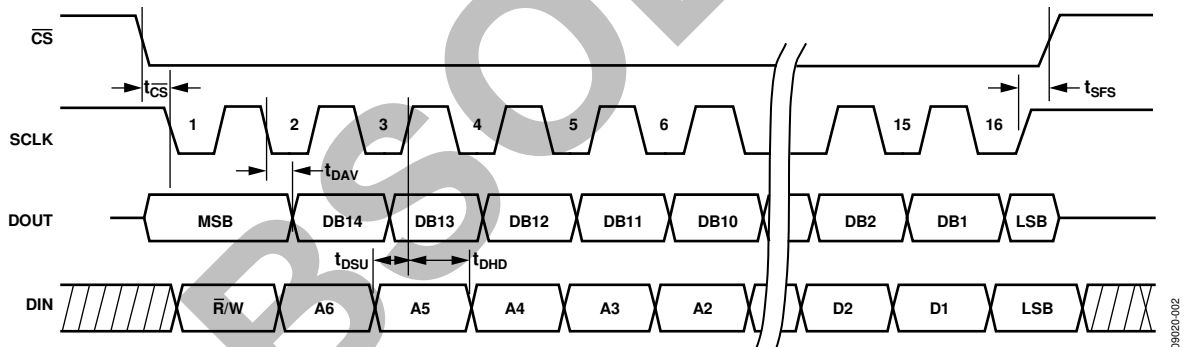 CS
tCS
tSFS
SCLK
1 2 3 4 5 6 15 16
tDAV
DOUT
MSB DB14 DB13 DB12 DB11 DB10 DB2 DB1 LSB
tDSU tDHD
DIN
R/W A6 A5 A4 A3 A2 D2 D1 LSB
09020-002